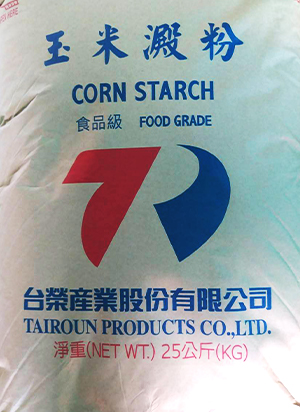 玉米澱粉
CORN STARCH
食品級 FOOD GRADE
台榮產業股份有限公司
TAIROUN PRODUCTS CO.,LTD.
淨重(NET WT.) 25公斤(KG)